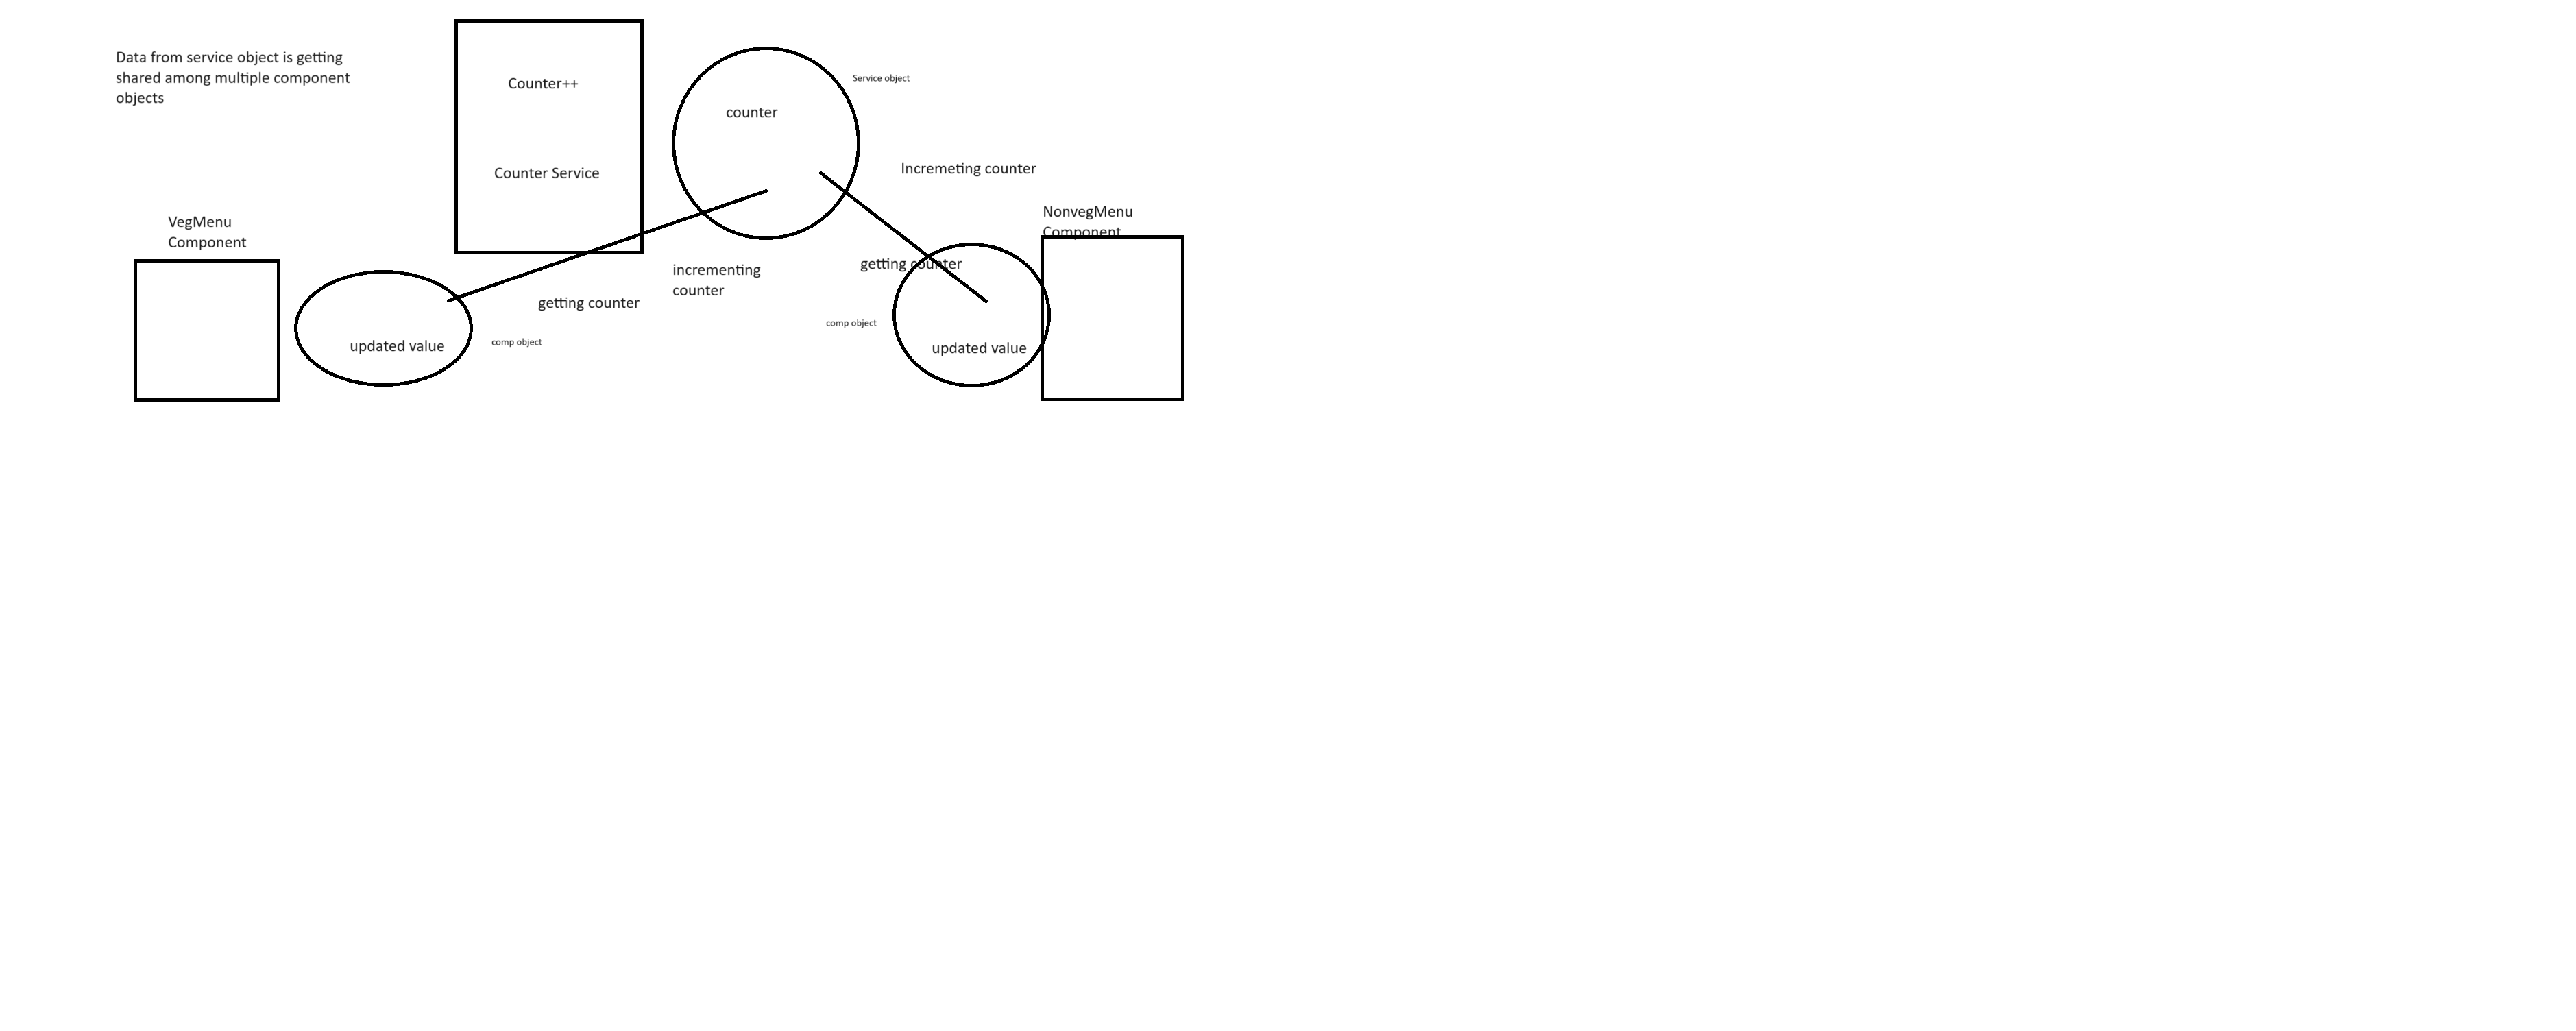 Data from service object is getting
shared among multiple component
objects
Counter++
Counter Service
counter
Service object
Incremeting counter
VegMenu
Component
NonvegMenu
Component
incrementing
counter
getting counter
getting counter
comp object
comp object
updated value
updated value